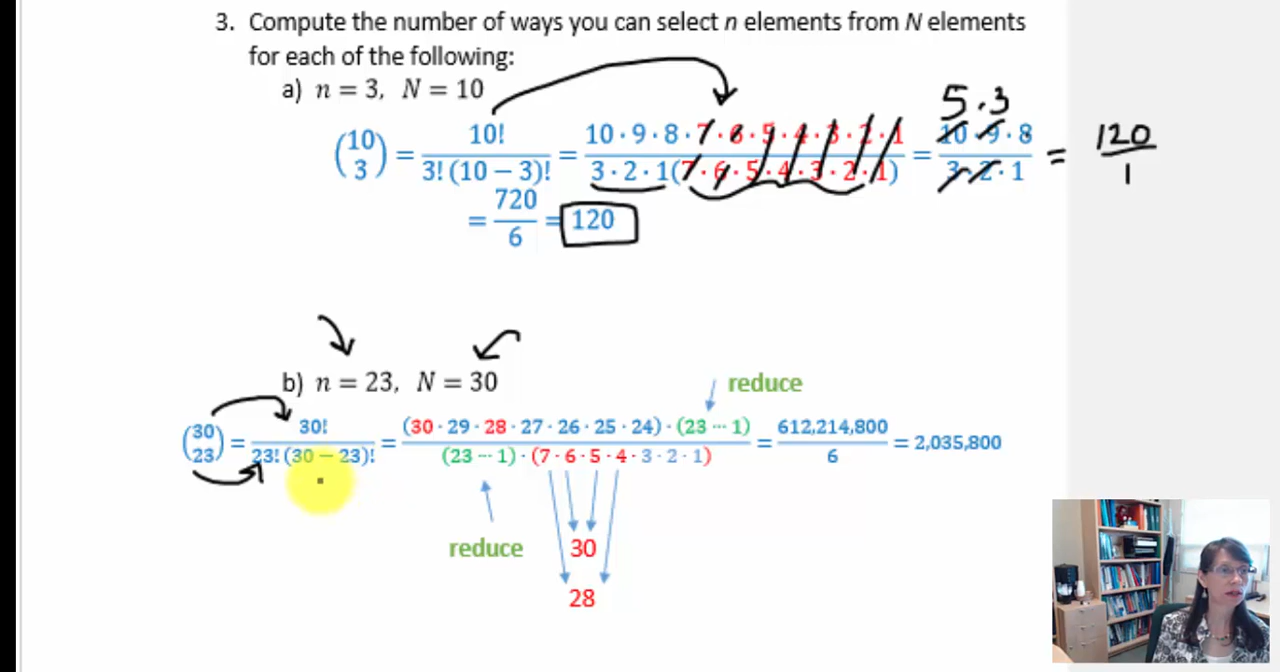 3. Compute the number of ways you can select n elements from N elements
for each of the following:
a) n = 3, N = 10
5 · 3
(10 3) = 10! / 3! (10 − 3)! = 10 · 9 · 8 · 7 · 6 · 5 · 4 · 3 · 2 · 1 / 3 · 2 · 1(7 · 6 · 5 · 4 · 3 · 2 · 1) = 10 · 9 · 8 / 3 · 2 · 1 = 120 / 1
= 720 / 6 = 120
b) n = 23, N = 30
reduce
(30 23) = 30! / 23! (30 − 23)! = (30 · 29 · 28 · 27 · 26 · 25 · 24) · (23 ··· 1) / (23 ··· 1) · (7 · 6 · 5 · 4 · 3 · 2 · 1) = 612,214,800 / 6 = 2,035,800
reduce 30
28